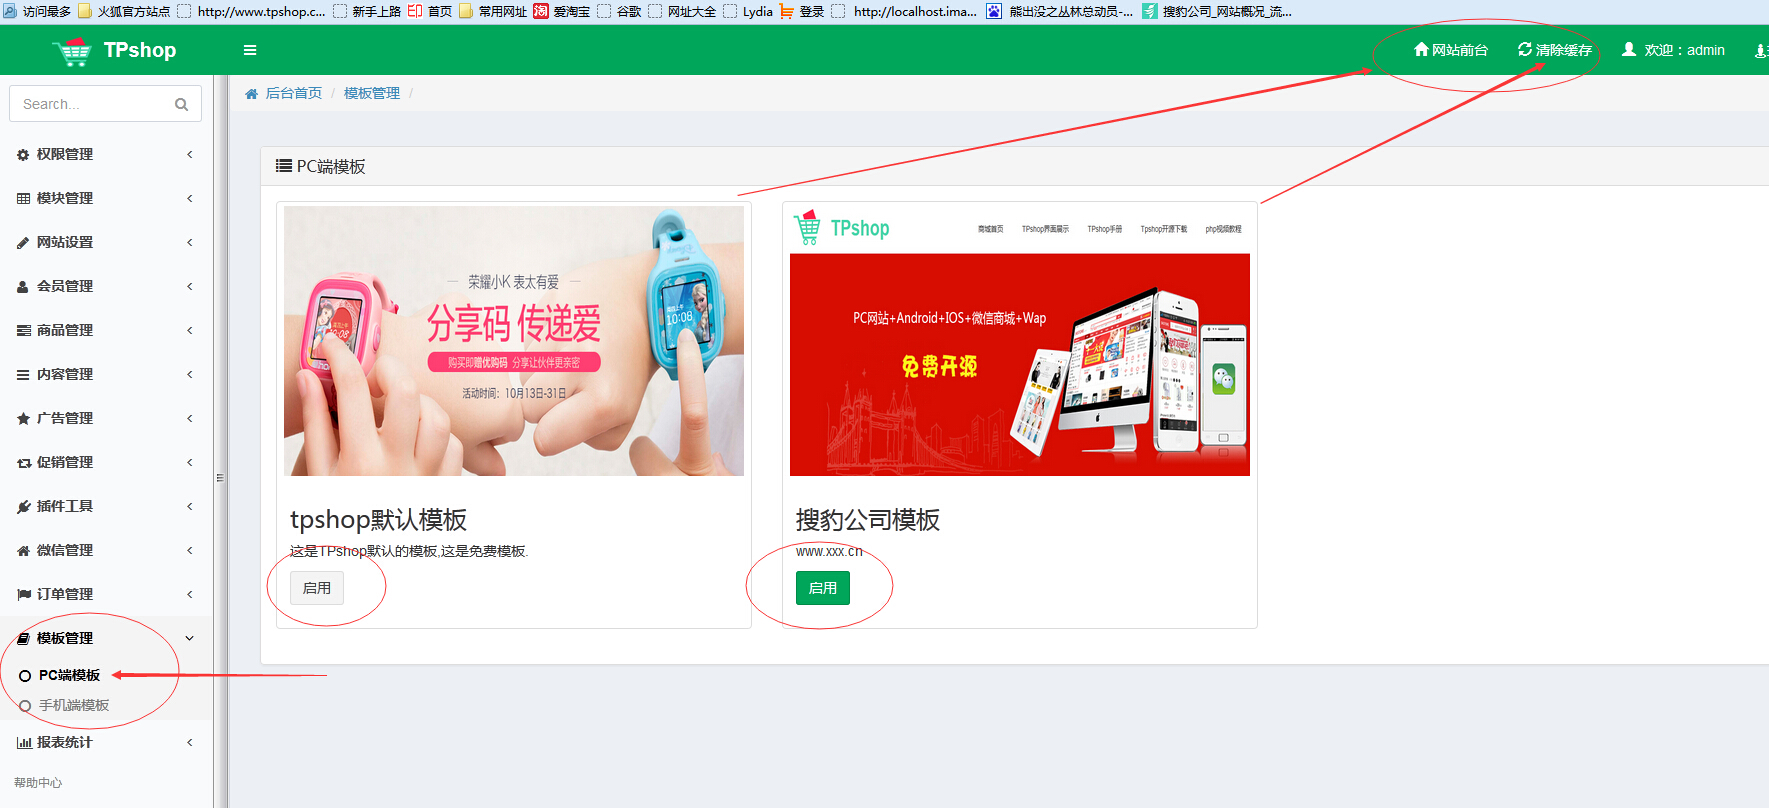 访问最多 火狐官方站点 http://www.tpshop.c... 新手上路 首页 常用网址 淘 爱淘宝 谷歌 网址大全 Lydia 登录 http://localhost.ima... 熊出没之丛林总动员-... 搜豹公司_网站概况_流...
TPshop 网站前台 清除缓存 欢迎：admin
Search...
后台首页 / 模板管理 /
权限管理
模块管理
网站设置
会员管理
商品管理
内容管理
广告管理
促销管理
插件工具
微信管理
订单管理
模板管理
PC端模板
手机端模板
报表统计
帮助中心
PC端模板
荣耀小K 表太有爱
分享码 传递爱
购买即赠优购码 分享让伙伴更亲密
活动时间：10月13日-31日
10:08
tpshop默认模板
这是TPshop默认的模板,这是免费模板.
启用
TPshop 商城首页 TPshop界面展示 TPshop手册 Tpshop开源下载 php视频教程
PC网站+Android+IOS+微信商城+Wap
免费开源
搜豹公司模板
www.xxx.cn
启用